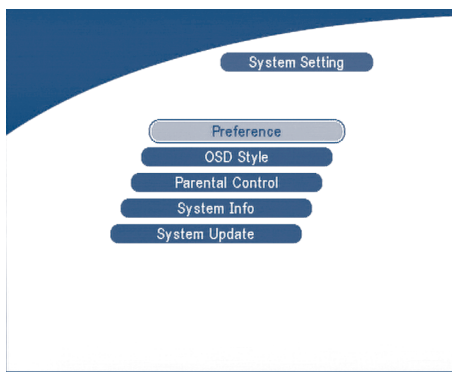 System Setting
Preference
OSD Style
Parental Control
System Info
System Update